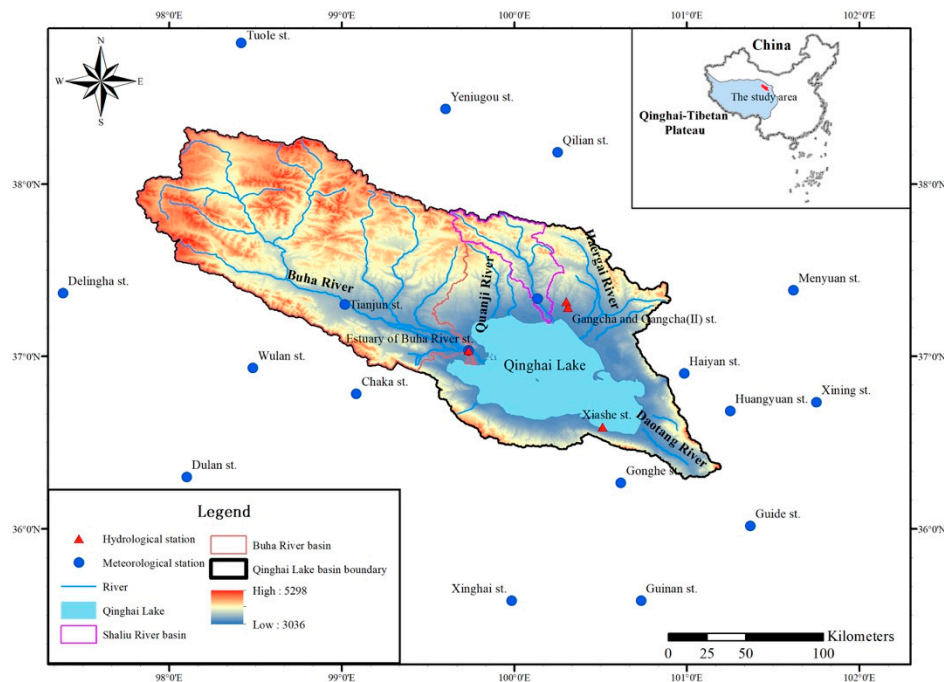 98°0'E 99°0'E 100°0'E 101°0'E 102°0'E
Tuole st.
N
W E
S
China
The study area
Qinghai-Tibetan
Plateau
Yeniugou st.
Qilian st.
38°0'N 38°0'N
Delingha st.
Buha River
Tianjun st.
Quanji River
Haergai River
Menyuan st.
Gangcha and Gangcha(II) st.
Estuary of Buha River st.
37°0'N 37°0'N
Wulan st.
Qinghai Lake
Haiyan st.
Chaka st.
Huangyuan st.
Xining st.
Xiashe st.
Daotang River
Dulan st.
Gonghe st.
Guide st.
36°0'N 36°0'N
Legend
Hydrological station
Meteorological station
River
Qinghai Lake
Shaliu River basin
Buha River basin
Qinghai Lake basin boundary
High : 5298
Low : 3036
Xinghai st.
Guinan st.
Kilometers
0 25 50 100
98°0'E 99°0'E 100°0'E 101°0'E 102°0'E